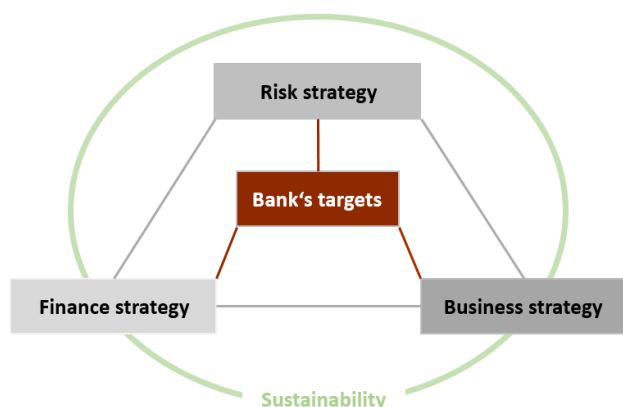 Risk strategy
Bank‘s targets
Finance strategy
Business strategy
Sustainability